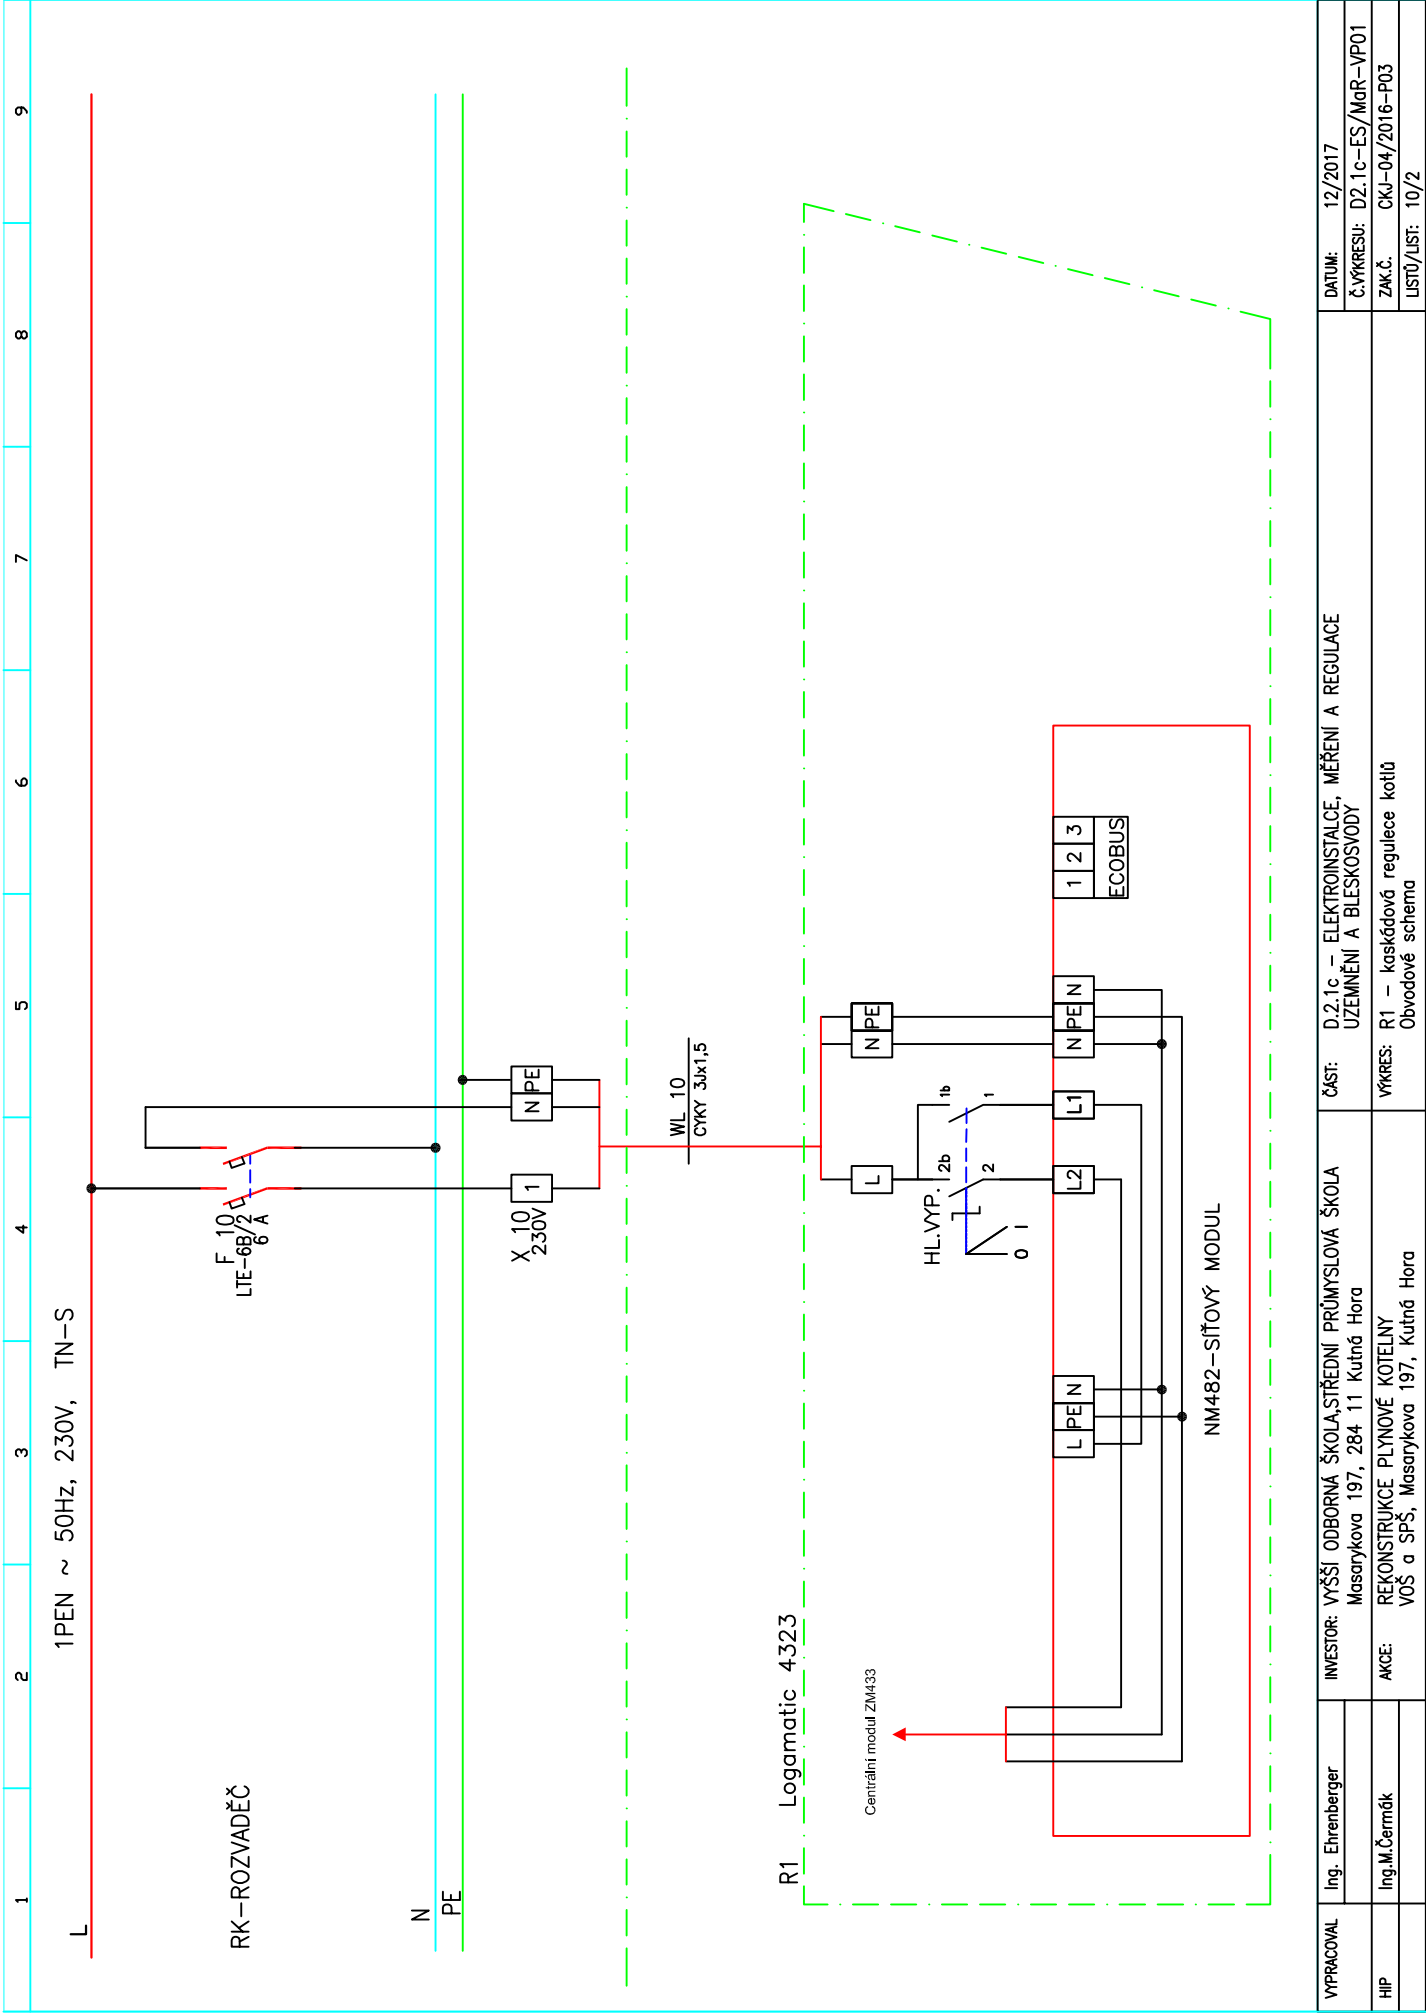 1 2 3 4 5 6 7 8 9
1PEN ~ 50Hz, 230V, TN-S
L
RK-ROZVADĚČ
F 10
LTE-6B/2
6 A
N
PE
X 10
230V
1 N PE
WL 10
CYKY 3Jx1,5
R1 Logamatic 4323
Centrální modul ZM433
L N PE
HL.VYP. 2b 1b
2 1
0 I
L PE N L2 L1 N PE N 1 2 3
ECOBUS
NM482-SÍŤOVÝ MODUL
VYPRACOVAL Ing. Ehrenberger
HIP Ing.M.Čermák
INVESTOR: VYŠŠÍ ODBORNÁ ŠKOLA,STŘEDNÍ PRŮMYSLOVÁ ŠKOLA
Masarykova 197, 284 11 Kutná Hora
AKCE: REKONSTRUKCE PLYNOVÉ KOTELNY
VOŠ a SPŠ, Masarykova 197, Kutná Hora
ČÁST: D.2.1c - ELEKTROINSTALCE, MĚŘENÍ A REGULACE
UZEMNĚNÍ A BLESKOSVODY
VÝKRES: R1 - kaskádová regulece kotlů
Obvodové schema
DATUM: 12/2017
Č.VÝKRESU: D2.1c-ES/MaR-VP01
ZAK.Č. CKJ-04/2016-P03
LISTŮ/LIST: 10/2